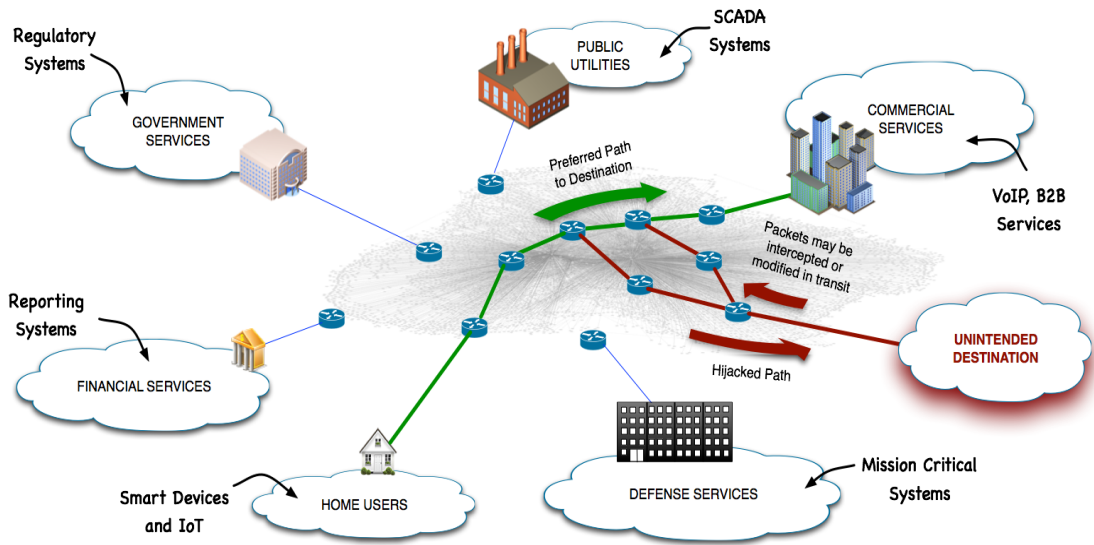 Regulatory
Systems
GOVERNMENT
SERVICES
PUBLIC
UTILITIES
SCADA
Systems
COMMERCIAL
SERVICES
VoIP, B2B
Services
Preferred Path
to Destination
Packets may be
intercepted or
modified in transit
Reporting
Systems
FINANCIAL SERVICES
UNINTENDED
DESTINATION
Hijacked Path
Smart Devices
and IoT
HOME USERS
DEFENSE SERVICES
Mission Critical
Systems